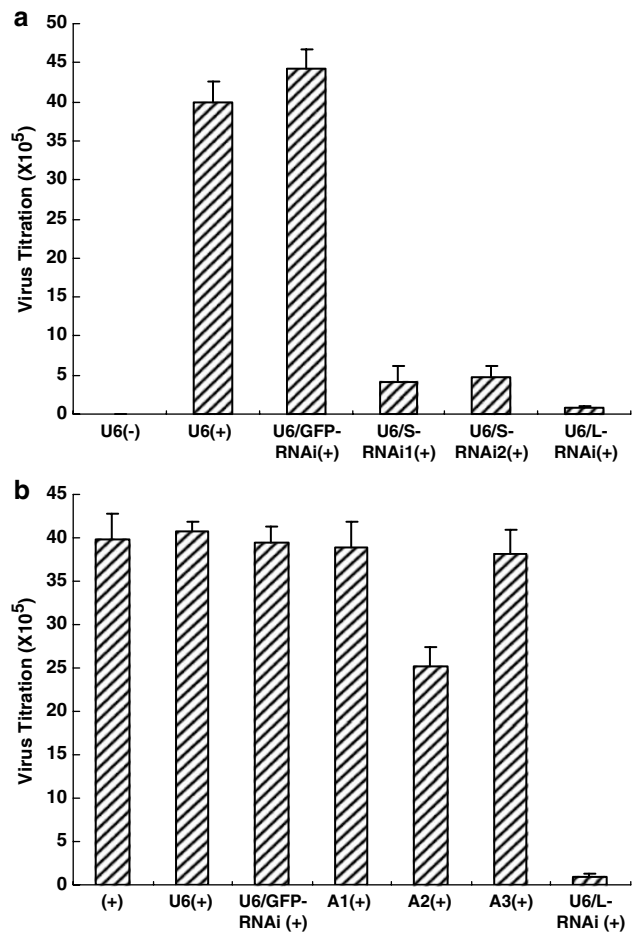 a
Virus Titration (X10⁵)
50
45
40
35
30
25
20
15
10
5
0
U6(-)
U6(+)
U6/GFP-
RNAi(+)
U6/S-
RNAi1(+)
U6/S-
RNAi2(+)
U6/L-
RNAi(+)
b
Virus Titration (X10⁵)
45
40
35
30
25
20
15
10
5
0
(+)
U6(+)
U6/GFP-
RNAi (+)
A1(+)
A2(+)
A3(+)
U6/L-
RNAi (+)